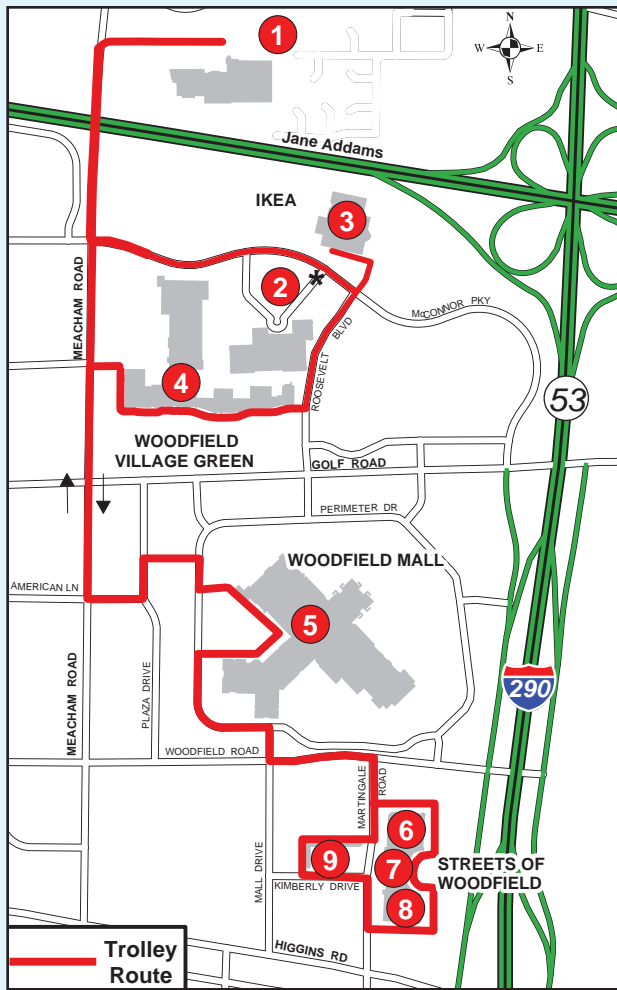 1
N
W E
S
Jane Addams
IKEA
3
2
*
McCONNOR PKY
MEACHAM ROAD
ROOSEVELT BLVD
4
53
WOODFIELD
VILLAGE GREEN
GOLF ROAD
PERIMETER DR
WOODFIELD MALL
AMERICAN LN
5
MEACHAM ROAD
PLAZA DRIVE
290
WOODFIELD ROAD
MARTINGALE
ROAD
6
MALL DRIVE
9
7
STREETS OF
WOODFIELD
KIMBERLY DRIVE
8
HIGGINS RD
Trolley
Route